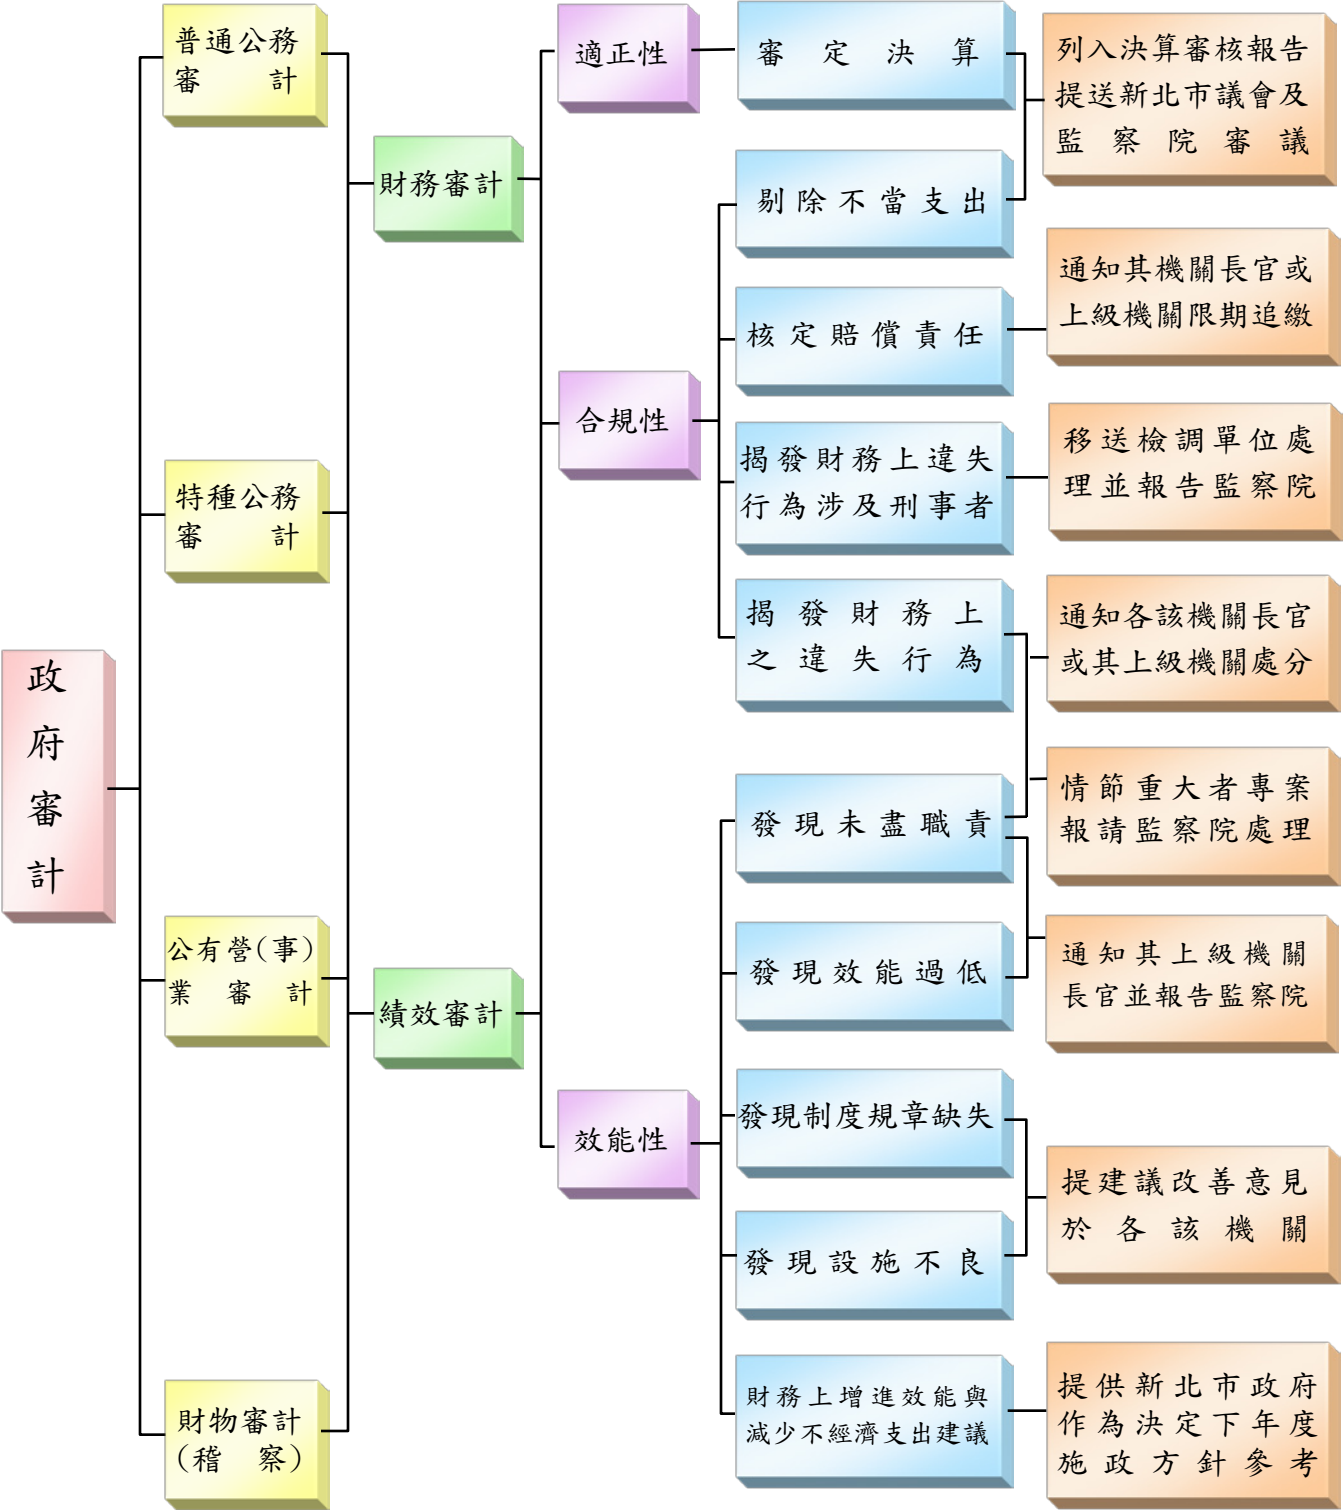 政
府
審
計
普通公務
審計
特種公務
審計
公有營(事)
業審計
財物審計
(稽察)
財務審計
績效審計
適正性
合規性
效能性
審定決算
剔除不當支出
核定賠償責任
揭發財務上違失
行為涉及刑事者
揭發財務上
之違失行為
發現未盡職責
發現效能過低
發現制度規章缺失
發現設施不良
財務上增進效能與
減少不經濟支出建議
列入決算審核報告
提送新北市議會及
監察院審議
通知其機關長官或
上級機關限期追繳
移送檢調單位處
理並報告監察院
通知各該機關長官
或其上級機關處分
情節重大者專案
報請監察院處理
通知其上級機關
長官並報告監察院
提建議改善意見
於各該機關
提供新北市政府
作為決定下年度
施政方針參考